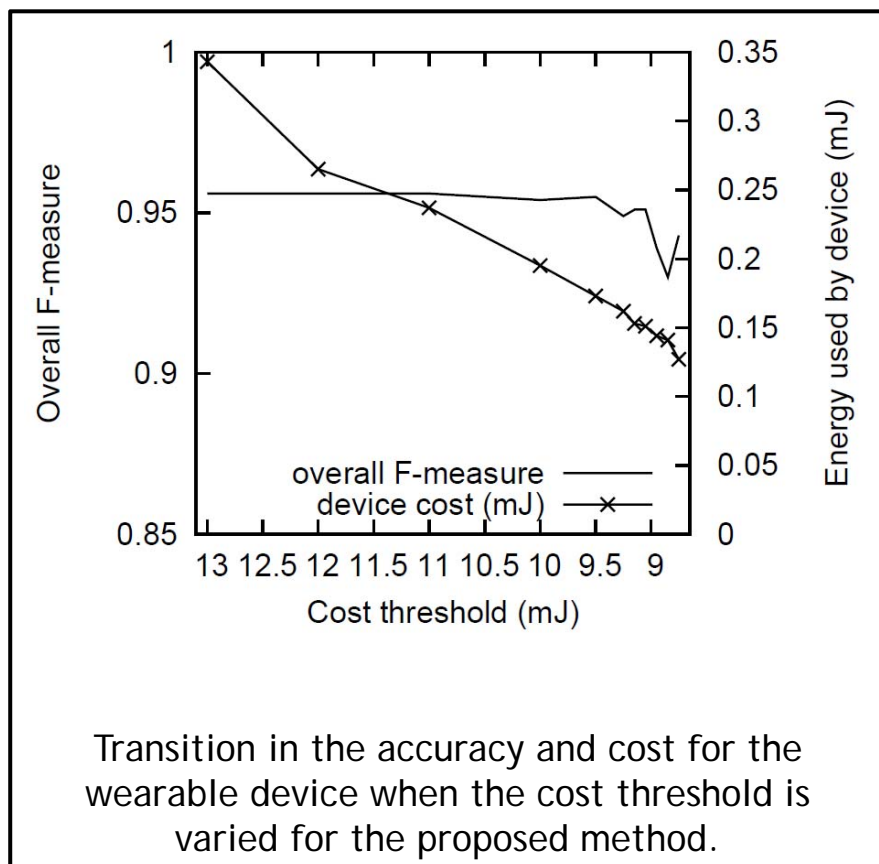 1
0.95
0.9
0.85
Overall F-measure
0.35
0.3
0.25
0.2
0.15
0.1
0.05
0
Energy used by device (mJ)
overall F-measure
device cost (mJ)
13 12.5 12 11.5 11 10.5 10 9.5 9
Cost threshold (mJ)
Transition in the accuracy and cost for the
wearable device when the cost threshold is
varied for the proposed method.